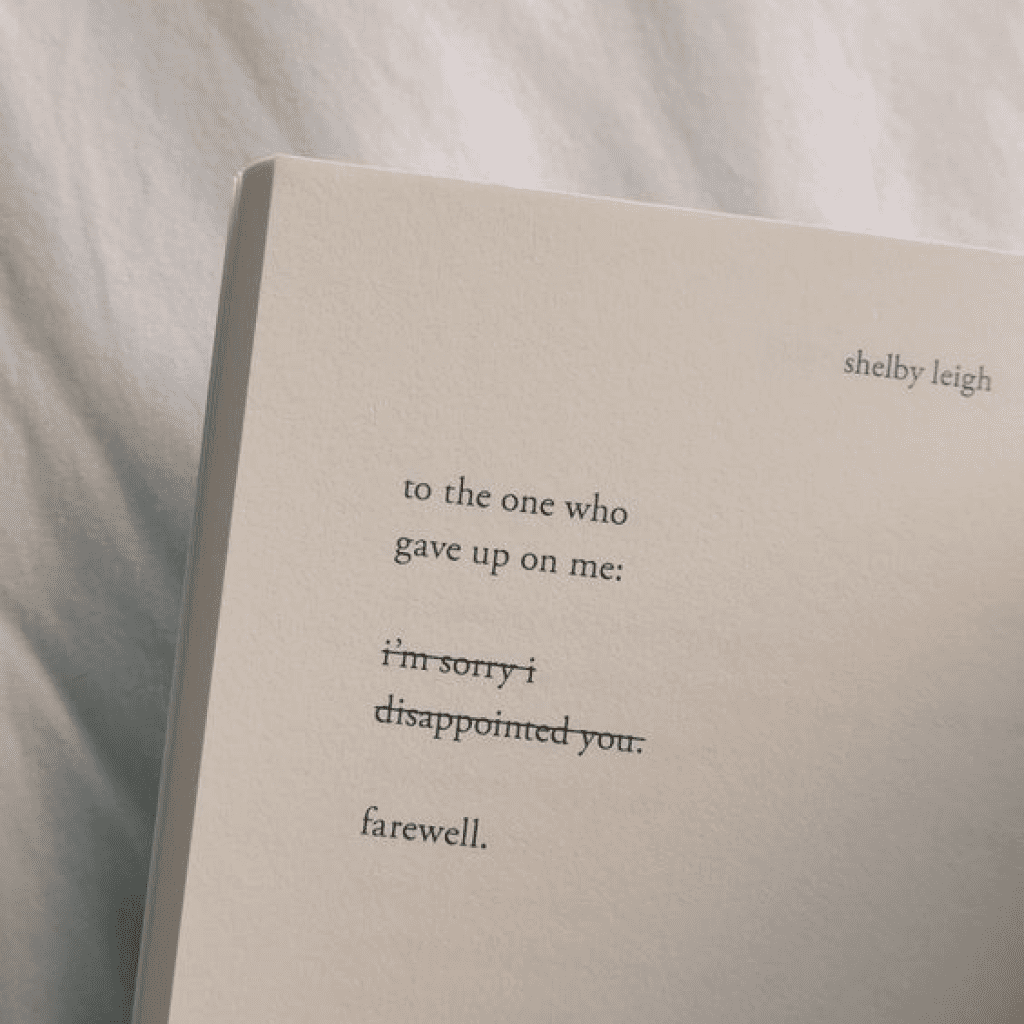 shelby leigh
to the one who
gave up on me:
i'm sorry i
disappointed you.
farewell.